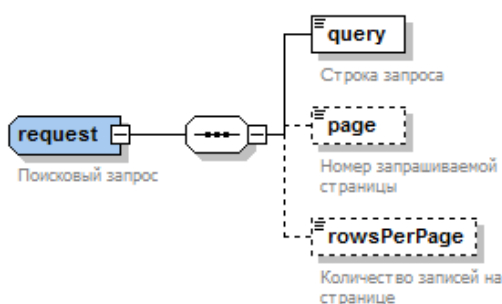 query
Строка запроса
request
Поисковый запрос
page
Номер запрашиваемой
страницы
rowsPerPage
Количество записей на
странице